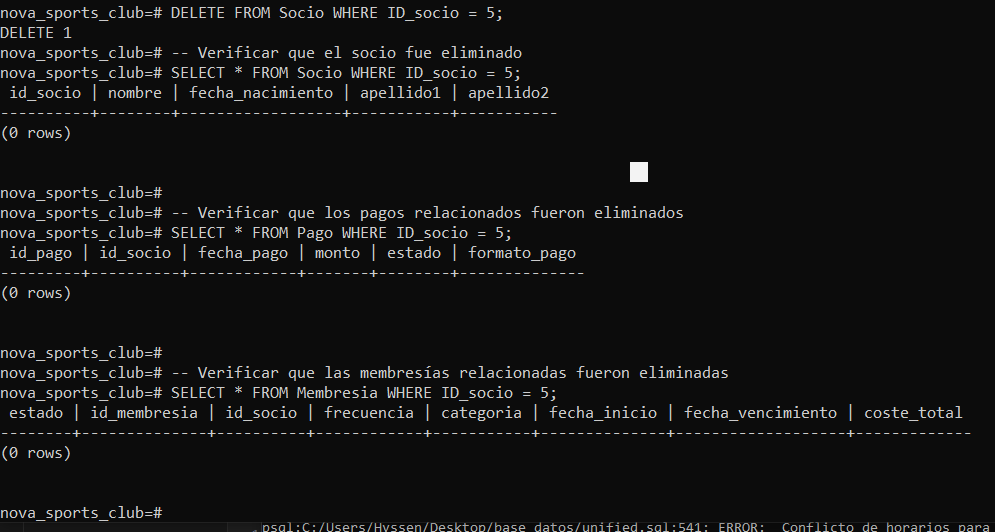 nova_sports_club=# DELETE FROM Socio WHERE ID_socio = 5;
DELETE 1
nova_sports_club=# -- Verificar que el socio fue eliminado
nova_sports_club=# SELECT * FROM Socio WHERE ID_socio = 5;
 id_socio | nombre | fecha_nacimiento | apellido1 | apellido2
----------+--------+------------------+-----------+-----------
(0 rows)
nova_sports_club=#
nova_sports_club=# -- Verificar que los pagos relacionados fueron eliminados
nova_sports_club=# SELECT * FROM Pago WHERE ID_socio = 5;
 id_pago | id_socio | fecha_pago | monto | estado | formato_pago
---------+----------+------------+-------+--------+--------------
(0 rows)
nova_sports_club=#
nova_sports_club=# -- Verificar que las membresías relacionadas fueron eliminadas
nova_sports_club=# SELECT * FROM Membresia WHERE ID_socio = 5;
 estado | id_membresia | id_socio | frecuencia | categoria | fecha_inicio | fecha_vencimiento | coste_total
--------+--------------+----------+------------+-----------+--------------+-------------------+-------------
(0 rows)
nova_sports_club=#
psql:C:/Users/Hyssen/Desktop/base_datos/unified.sql:541: ERROR:  Conflicto de horarios para